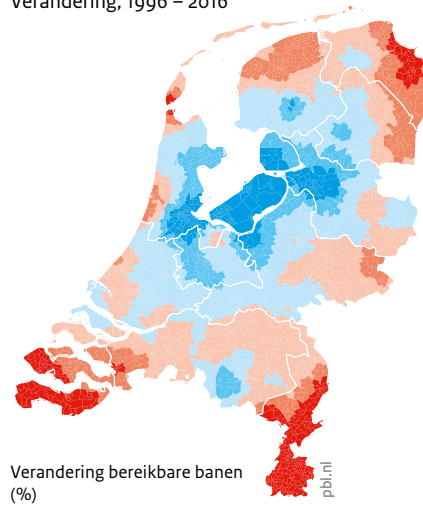 Verandering, 1996 – 2016
Verandering bereikbare banen
(%)
pbl.nl